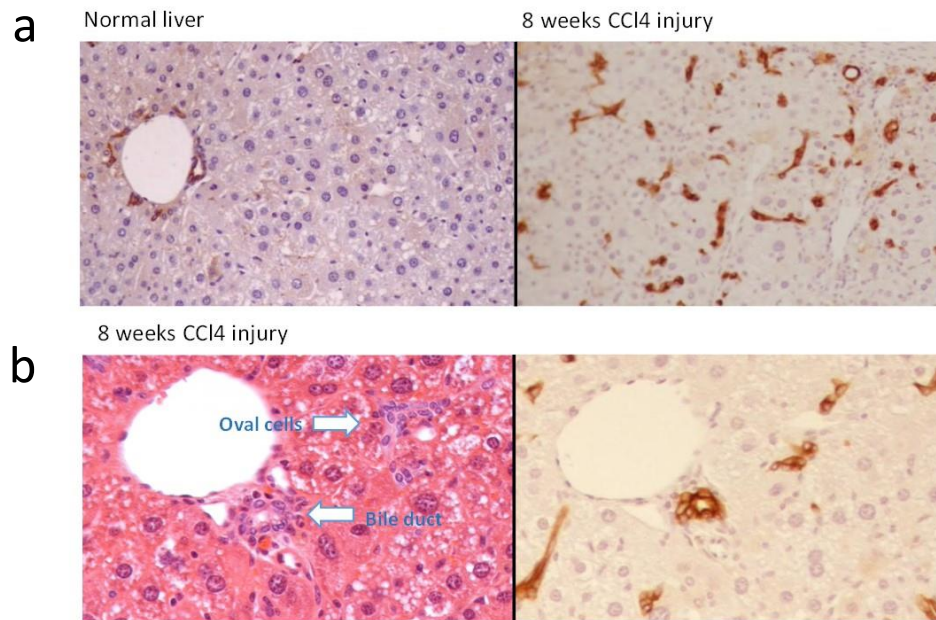 a
Normal liver
8 weeks CCl4 injury
8 weeks CCl4 injury
b
Oval cells
Bile duct